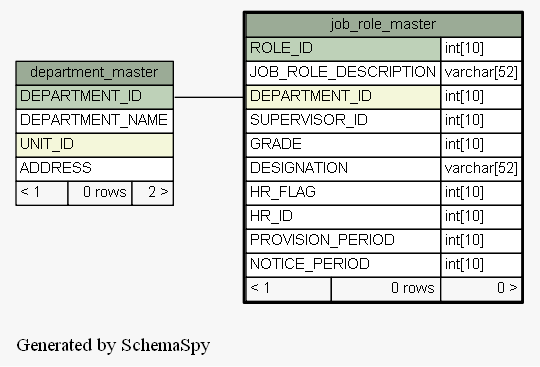 job_role_master
ROLE_ID int[10]
JOB_ROLE_DESCRIPTION varchar[52]
DEPARTMENT_ID int[10]
SUPERVISOR_ID int[10]
GRADE int[10]
DESIGNATION varchar[52]
HR_FLAG int[10]
HR_ID int[10]
PROVISION_PERIOD int[10]
NOTICE_PERIOD int[10]
< 1 0 rows 0 >
department_master
DEPARTMENT_ID
DEPARTMENT_NAME
UNIT_ID
ADDRESS
< 1 0 rows 2 >
Generated by SchemaSpy